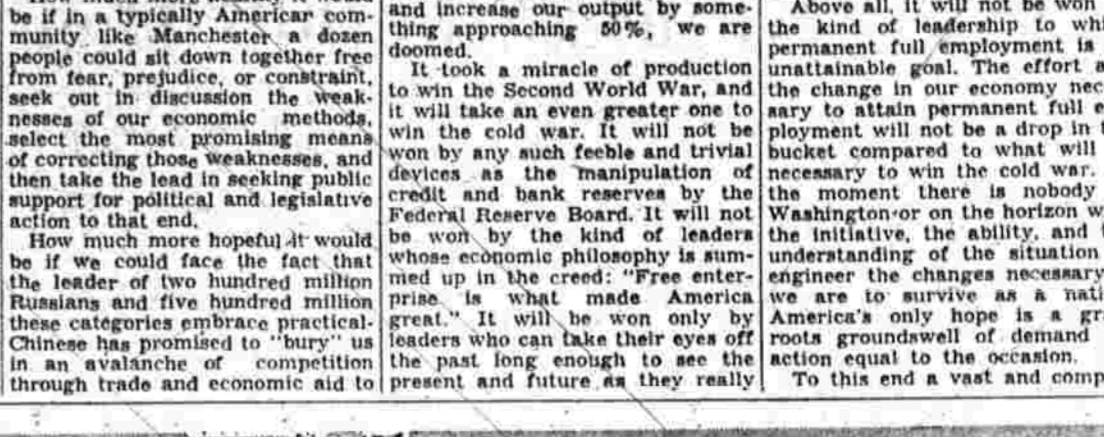 be if in a typically American com-
munity like Manchester a dozen
people could sit down together free
from fear, prejudice, or constraint,
seek out in discussion the weak-
nesses of our economic methods,
select the most promising means
of correcting those weaknesses, and
then take the lead in seeking public
support for political and legislative
action to that end.
How much more hopeful it would
be if we could face the fact that
the leader of two hundred million
Russians and five hundred million
these categories embrace practical-
Chinese has promised to "bury" us
in an avalanche of competition
through trade and economic aid to
and increase our output by some-
thing approaching 50%, we are
doomed.
It took a miracle of production
to win the Second World War, and
it will take an even greater one to
win the cold war. It will not be
won by any such feeble and trivial
devices as the manipulation of
credit and bank reserves by the
Federal Reserve Board. It will not
be won by the kind of leaders
whose economic philosophy is sum-
med up in the creed: "Free enter-
prise is what made America
great." It will be won only by
leaders who can take their eyes off
the past long enough to see the
present and future as they really
Above all, it will not be won
the kind of leadership to whi
permanent full employment is
unattainable goal. The effort a
the change in our economy nec
sary to attain permanent full e
ployment will not be a drop in t
bucket compared to what will
necessary to win the cold war.
the moment there is nobody
Washington or on the horizon w
the initiative, the ability, and t
understanding of the situation
engineer the changes necessary
we are to survive as a nati
America's only hope is a gr
roots groundswell of demand
action equal to the occasion.
To this end a vast and comp